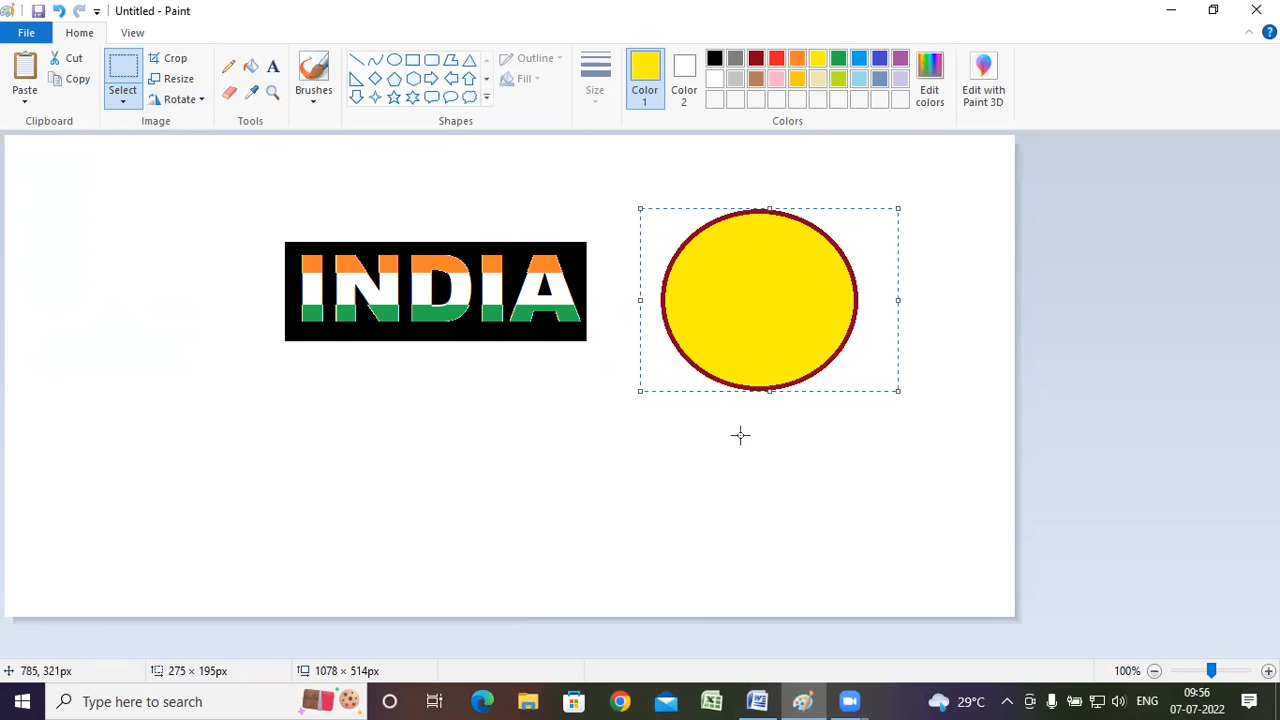 Untitled - Paint
File Home View
Paste Cut Copy Clipboard
Select Crop Resize Rotate Image
A Tools
Brushes
Outline Fill Shapes
Size
Color 1 Color 2 Edit colors Colors
Edit with Paint 3D
INDIA
785, 321px 275 × 195px 1078 × 514px 100%
Type here to search 29°C ENG 09:56
07-07-2022